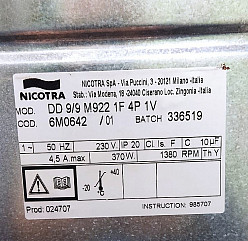 NICOTRA
NICOTRA SpA - Via Puccini, 3 - 20121 Milano -Italia
Stab.: Via Modena, 18 - 24040 Ciserano Loc. Zingonia -Italia
MOD. DD 9/9 M922 1F 4P 1V
COD. 6M0642 / 01 BATCH 336519
1 ~ 50 HZ. 230 V. IP 20 Cl. Is. F C 10µF
4,5 A.max 370W. 1380 RPM Th Y
-20 +40 °C
Prod: 024707 INSTRUCTION: 985707